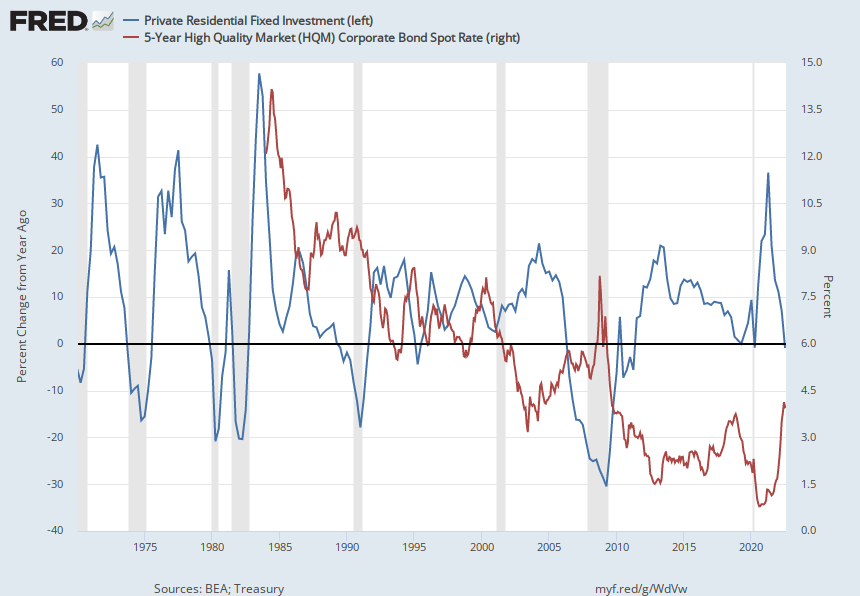 FRED
Private Residential Fixed Investment (left)
5-Year High Quality Market (HQM) Corporate Bond Spot Rate (right)
60 15.0
50 13.5
40 12.0
30 10.5
20 9.0
10 7.5
0 6.0
-10 4.5
-20 3.0
-30 1.5
-40 0.0
Percent Change from Year Ago
Percent
1975 1980 1985 1990 1995 2000 2005 2010 2015 2020
Sources: BEA; Treasury myf.red/g/WdVw